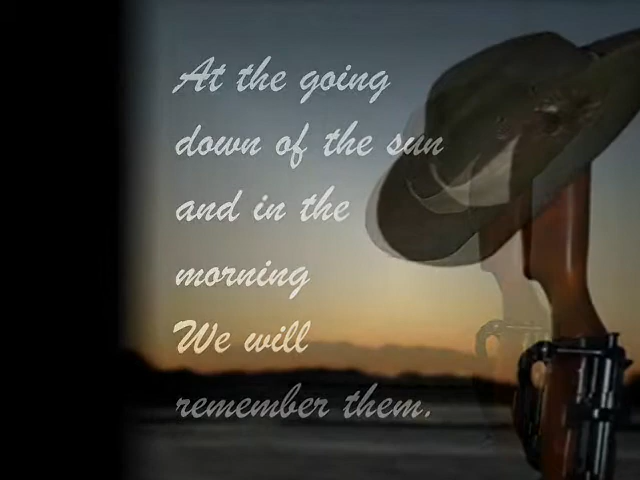 At the going
down of the sun
and in the
morning
We will
remember them.